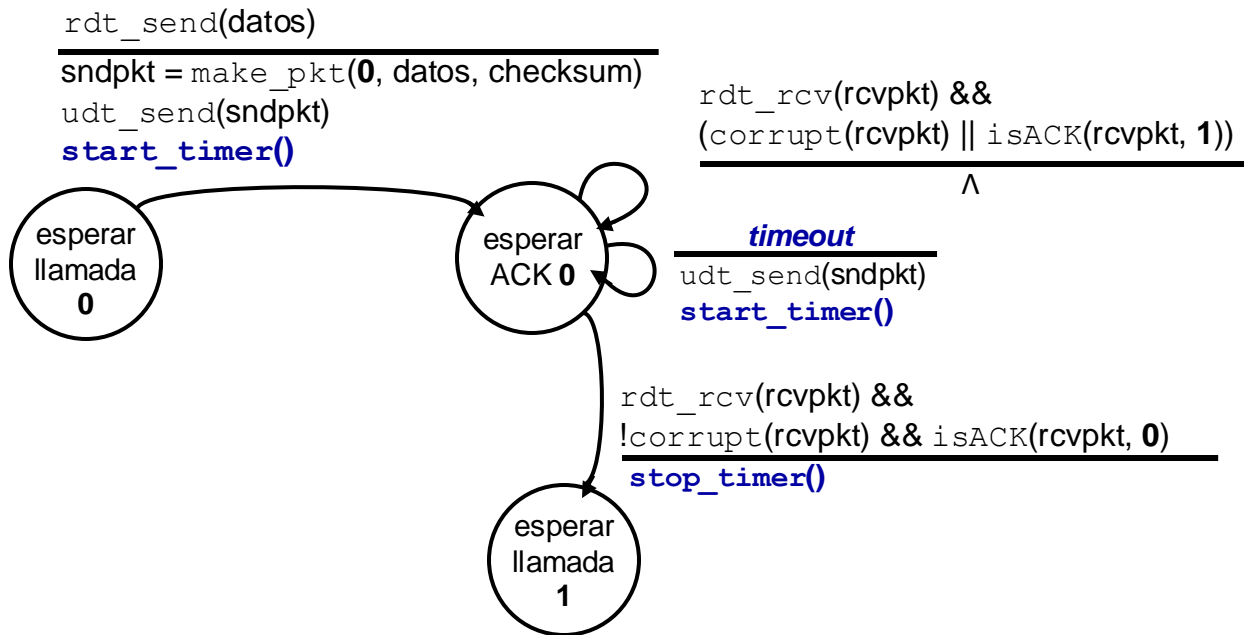 rdt_send(datos)
sndpkt = make_pkt(0, datos, checksum)
udt_send(sndpkt)
start_timer()
rdt_rcv(rcvpkt) &&
(corrupt(rcvpkt) || isACK(rcvpkt, 1))
Λ
esperar
llamada
0
esperar
ACK 0
timeout
udt_send(sndpkt)
start_timer()
rdt_rcv(rcvpkt) &&
!corrupt(rcvpkt) && isACK(rcvpkt, 0)
stop_timer()
esperar
llamada
1